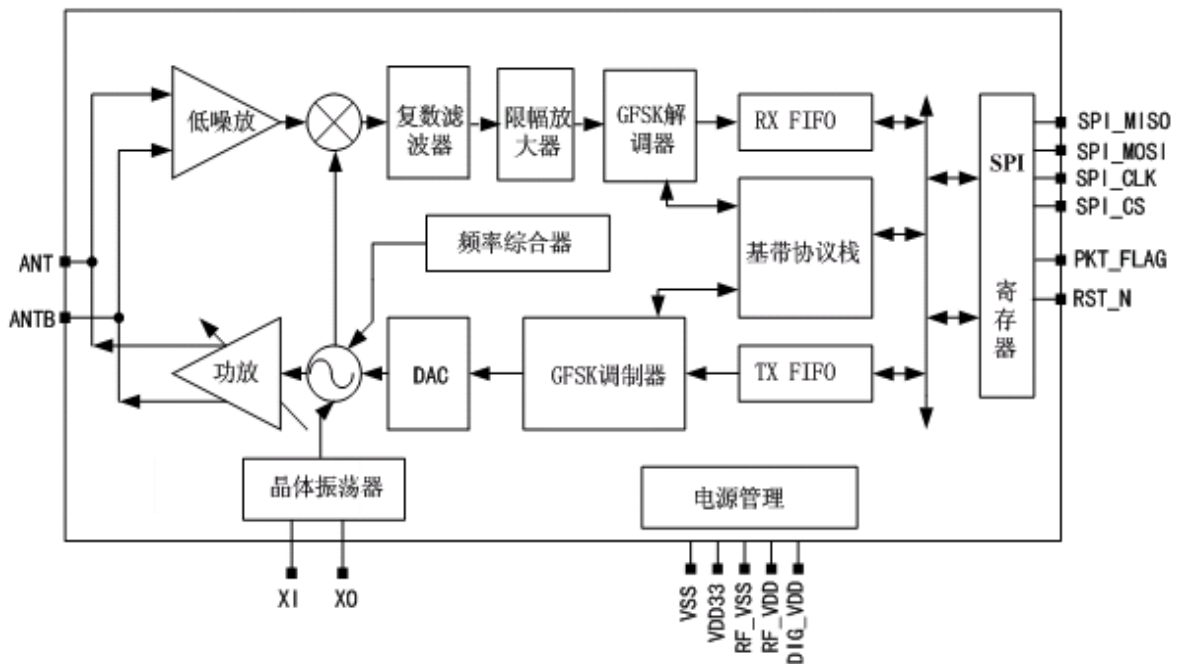 低噪放
复数滤
波器
限幅放
大器
GFSK解
调器
RX FIFO
SPI
寄
存
器
SPI_MISO
SPI_MOSI
SPI_CLK
SPI_CS
PKT_FLAG
RST_N
频率综合器
基带协议栈
ANT
ANTB
功放
DAC
GFSK调制器
TX FIFO
晶体振荡器
电源管理
XI
XO
VSS
VDD33
RF_VSS
RF_VDD
DIG_VDD